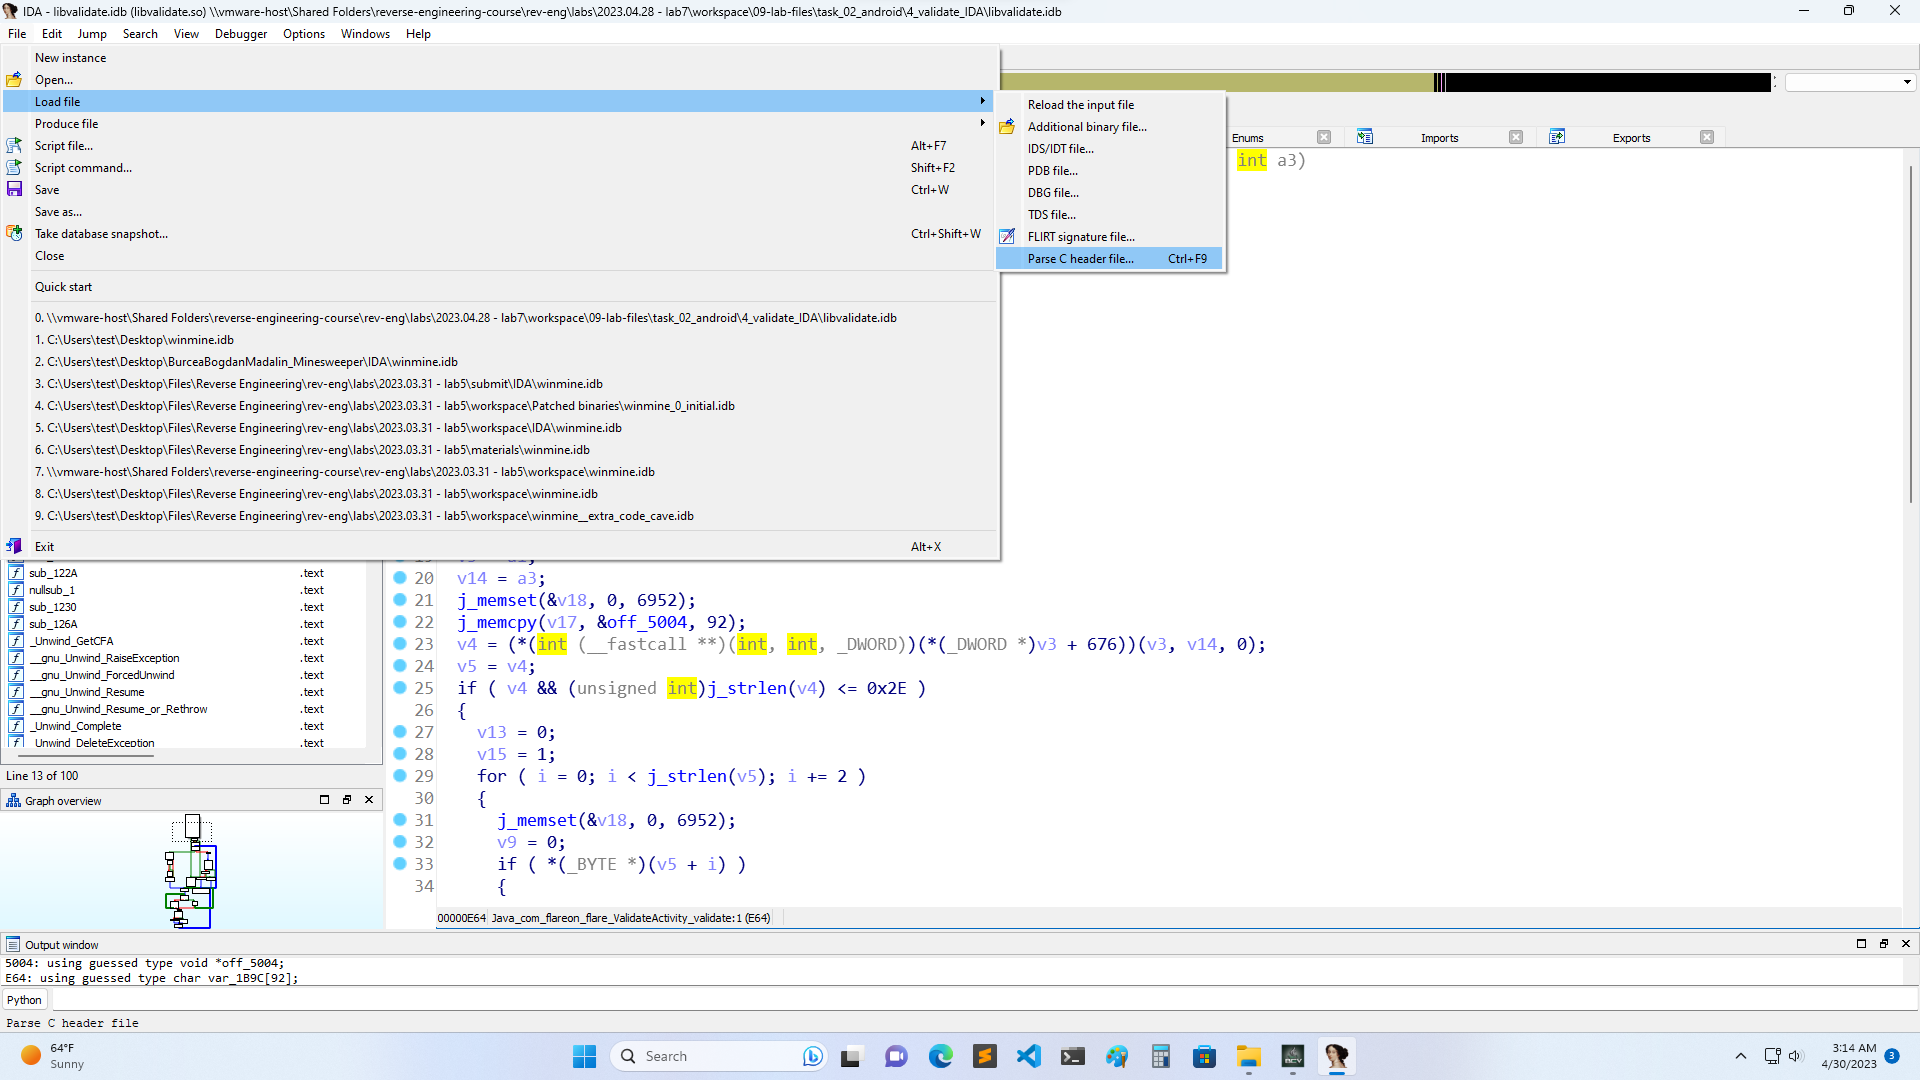 IDA - libvalidate.idb (libvalidate.so) \\vmware-host\Shared Folders\reverse-engineering-course\rev-eng\labs\2023.04.28 - lab7\workspace\09-lab-files\task_02_android\4_validate_IDA\libvalidate.idb
File Edit Jump Search View Debugger Options Windows Help
New instance
Open...
Load file
Produce file
Script file... Alt+F7
Script command... Shift+F2
Save Ctrl+W
Save as...
Take database snapshot... Ctrl+Shift+W
Close
Quick start
0. \\vmware-host\Shared Folders\reverse-engineering-course\rev-eng\labs\2023.04.28 - lab7\workspace\09-lab-files\task_02_android\4_validate_IDA\libvalidate.idb
1. C:\Users\test\Desktop\winmine.idb
2. C:\Users\test\Desktop\BurceaBogdanMadalin_Minesweeper\IDA\winmine.idb
3. C:\Users\test\Desktop\Files\Reverse Engineering\rev-eng\labs\2023.03.31 - lab5\submit\IDA\winmine.idb
4. C:\Users\test\Desktop\Files\Reverse Engineering\rev-eng\labs\2023.03.31 - lab5\workspace\Patched binaries\winmine_0_initial.idb
5. C:\Users\test\Desktop\Files\Reverse Engineering\rev-eng\labs\2023.03.31 - lab5\workspace\IDA\winmine.idb
6. C:\Users\test\Desktop\Files\Reverse Engineering\rev-eng\labs\2023.03.31 - lab5\materials\winmine.idb
7. \\vmware-host\Shared Folders\reverse-engineering-course\rev-eng\labs\2023.03.31 - lab5\workspace\winmine.idb
8. C:\Users\test\Desktop\Files\Reverse Engineering\rev-eng\labs\2023.03.31 - lab5\workspace\winmine.idb
9. C:\Users\test\Desktop\Files\Reverse Engineering\rev-eng\labs\2023.03.31 - lab5\workspace\winmine__extra_code_cave.idb
Exit Alt+X
Reload the input file
Additional binary file...
IDS/IDT file...
PDB file...
DBG file...
TDS file...
FLIRT signature file...
Parse C header file... Ctrl+F9
Enums Imports Exports
int a3)
sub_122A .text
nullsub_1 .text
sub_1230 .text
sub_126A .text
_Unwind_GetCFA .text
__gnu_Unwind_RaiseException .text
__gnu_Unwind_ForcedUnwind .text
__gnu_Unwind_Resume .text
__gnu_Unwind_Resume_or_Rethrow .text
_Unwind_Complete .text
_Unwind_DeleteException .text
Line 13 of 100
Graph overview
20 v14 = a3;
21 j_memset(&v18, 0, 6952);
22 j_memcpy(v17, &off_5004, 92);
23 v4 = (*(int (__fastcall **)(int, int, _DWORD))(*(_DWORD *)v3 + 676))(v3, v14, 0);
24 v5 = v4;
25 if ( v4 && (unsigned int)j_strlen(v4) <= 0x2E )
26 {
27 v13 = 0;
28 v15 = 1;
29 for ( i = 0; i < j_strlen(v5); i += 2 )
30 {
31 j_memset(&v18, 0, 6952);
32 v9 = 0;
33 if ( *(_BYTE *)(v5 + i) )
34 {
00000E64 Java_com_flareon_flare_ValidateActivity_validate:1 (E64)
Output window
5004: using guessed type void *off_5004;
E64: using guessed type char var_1B9C[92];
Python
Parse C header file
64°F
Sunny
Search
3:14 AM
4/30/2023
3